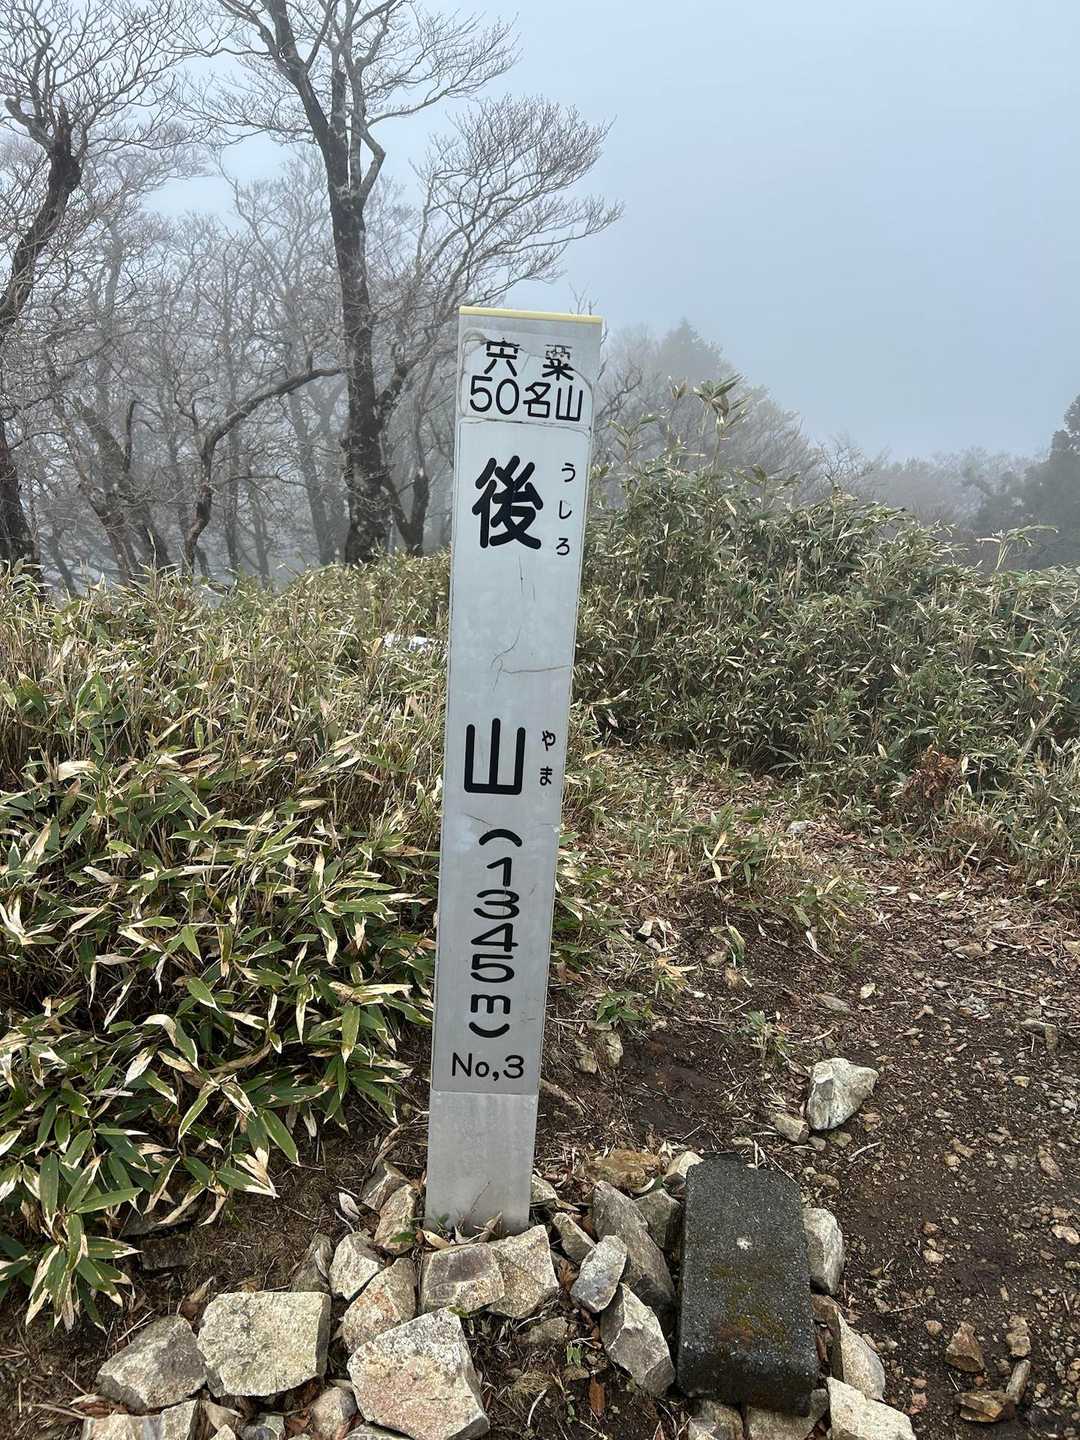 宍粟
50名山
後山(1345m)
うしろ
やま
No,3